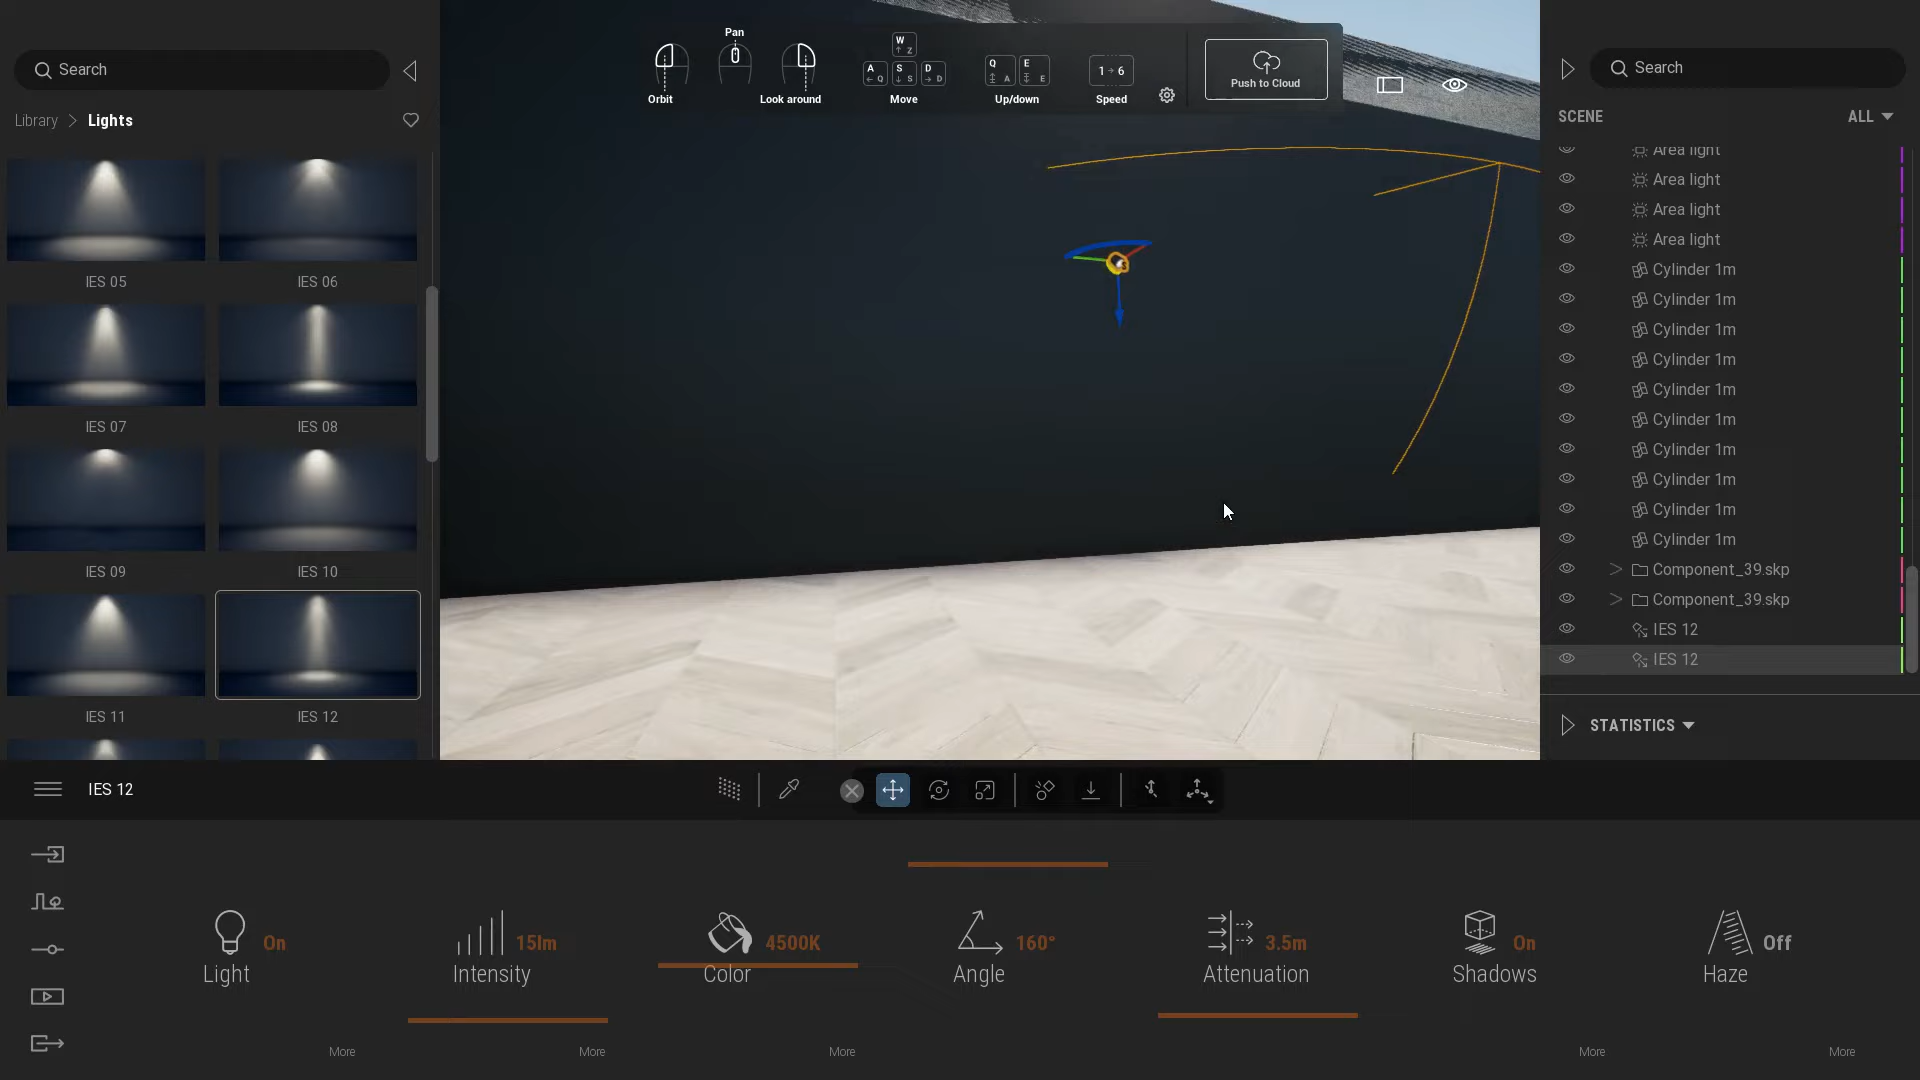 Search
Library > Lights
IES 05
IES 06
IES 07
IES 08
IES 09
IES 10
IES 11
IES 12
Pan
Orbit
Look around
W
Z
A
Q
S
S
D
D
Move
Q
A
E
E
Up/down
1 → 6
Speed
Push to Cloud
Search
SCENE
ALL
Area light
Area light
Area light
Area light
Cylinder 1m
Cylinder 1m
Cylinder 1m
Cylinder 1m
Cylinder 1m
Cylinder 1m
Cylinder 1m
Cylinder 1m
Cylinder 1m
Cylinder 1m
Component_39.skp
Component_39.skp
IES 12
IES 12
STATISTICS
IES 12
On
Light
15lm
Intensity
4500K
Color
160°
Angle
3.5m
Attenuation
On
Shadows
Off
Haze
More
More
More
More
More